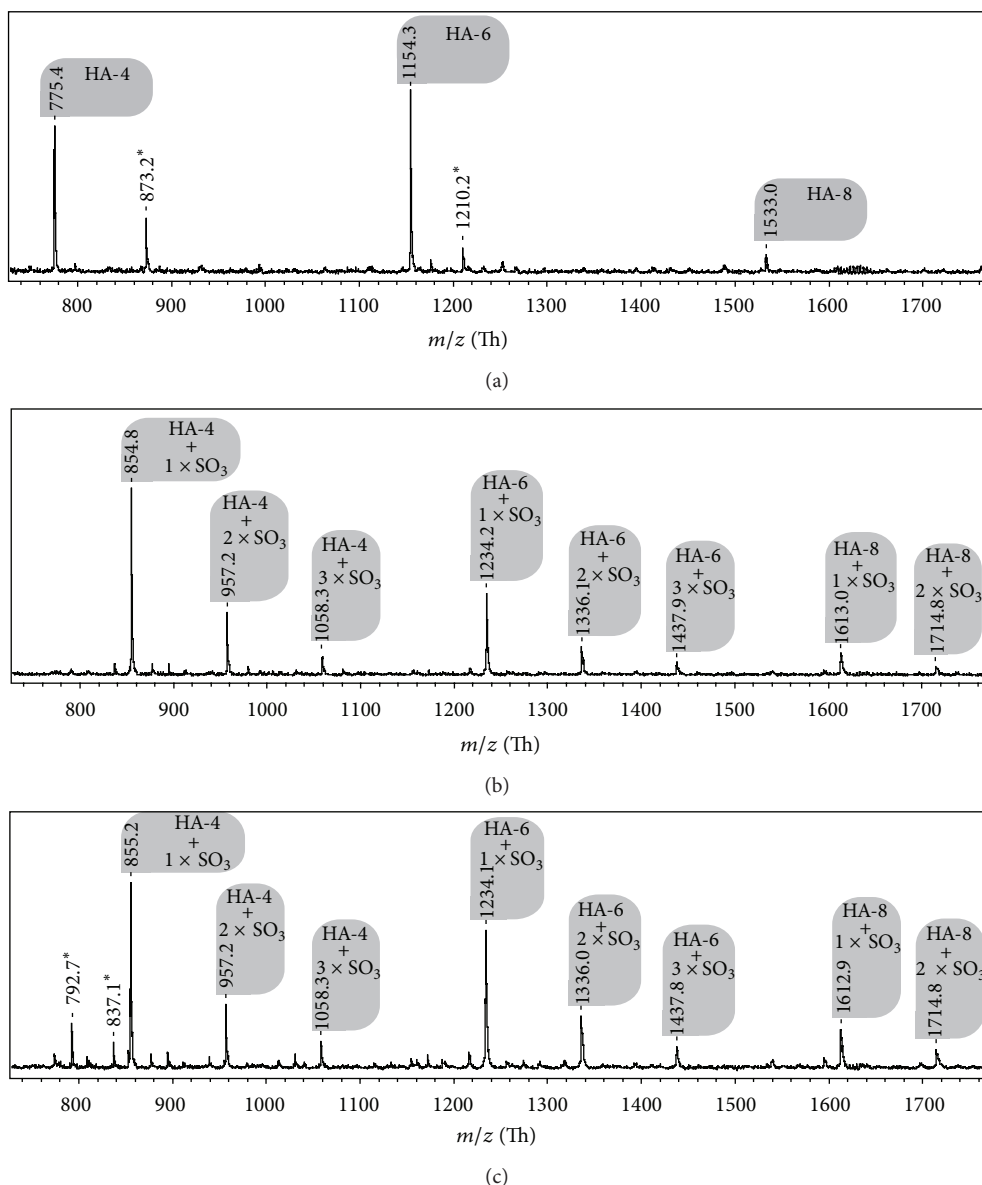 775.4
HA-4
873.2*
1154.3
HA-6
1210.2*
1533.0
HA-8
800 900 1000 1100 1200 1300 1400 1500 1600 1700
m/z (Th)
(a)
854.8
HA-4
+
1 × SO3
957.2
HA-4
+
2 × SO3
1058.3
HA-4
+
3 × SO3
1234.2
HA-6
+
1 × SO3
1336.1
HA-6
+
2 × SO3
1437.9
HA-6
+
3 × SO3
1613.0
HA-8
+
1 × SO3
1714.8
HA-8
+
2 × SO3
800 900 1000 1100 1200 1300 1400 1500 1600 1700
m/z (Th)
(b)
792.7*
837.1*
855.2
HA-4
+
1 × SO3
957.2
HA-4
+
2 × SO3
1058.3
HA-4
+
3 × SO3
1234.1
HA-6
+
1 × SO3
1336.0
HA-6
+
2 × SO3
1437.8
HA-6
+
3 × SO3
1612.9
HA-8
+
1 × SO3
1714.8
HA-8
+
2 × SO3
800 900 1000 1100 1200 1300 1400 1500 1600 1700
m/z (Th)
(c)